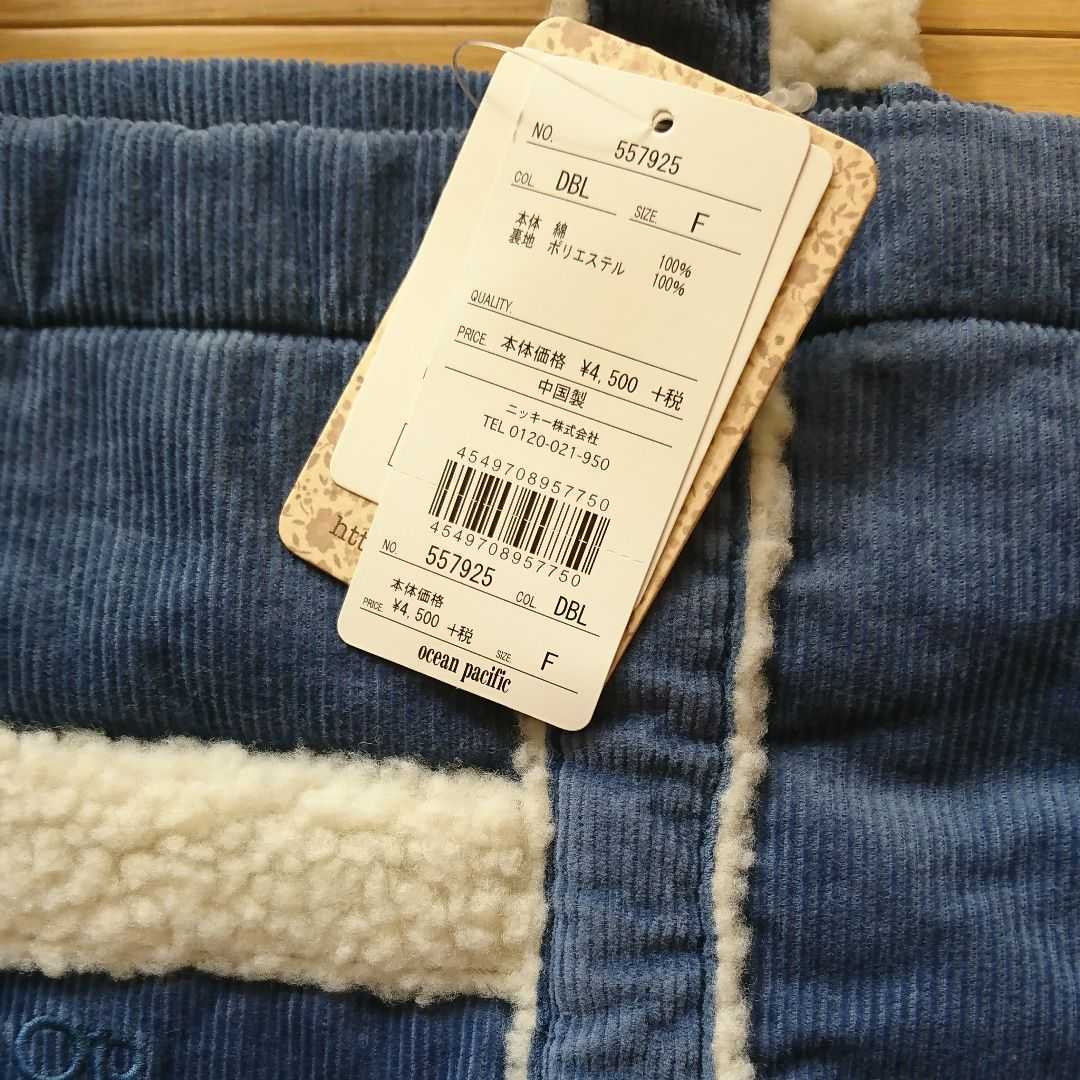 NO. 557925
COL. DBL SIZE. F
本体 綿 100%
裏地 ポリエステル 100%
QUALITY.
PRICE. 本体価格 ¥4,500 +税
中国製
ニッキー株式会社
TEL 0120-021-950
4549708957750
4549708957750
NO. 557925 COL. DBL
本体価格
PRICE. ¥4,500 +税 SIZE. F
ocean pacific
htt
Op